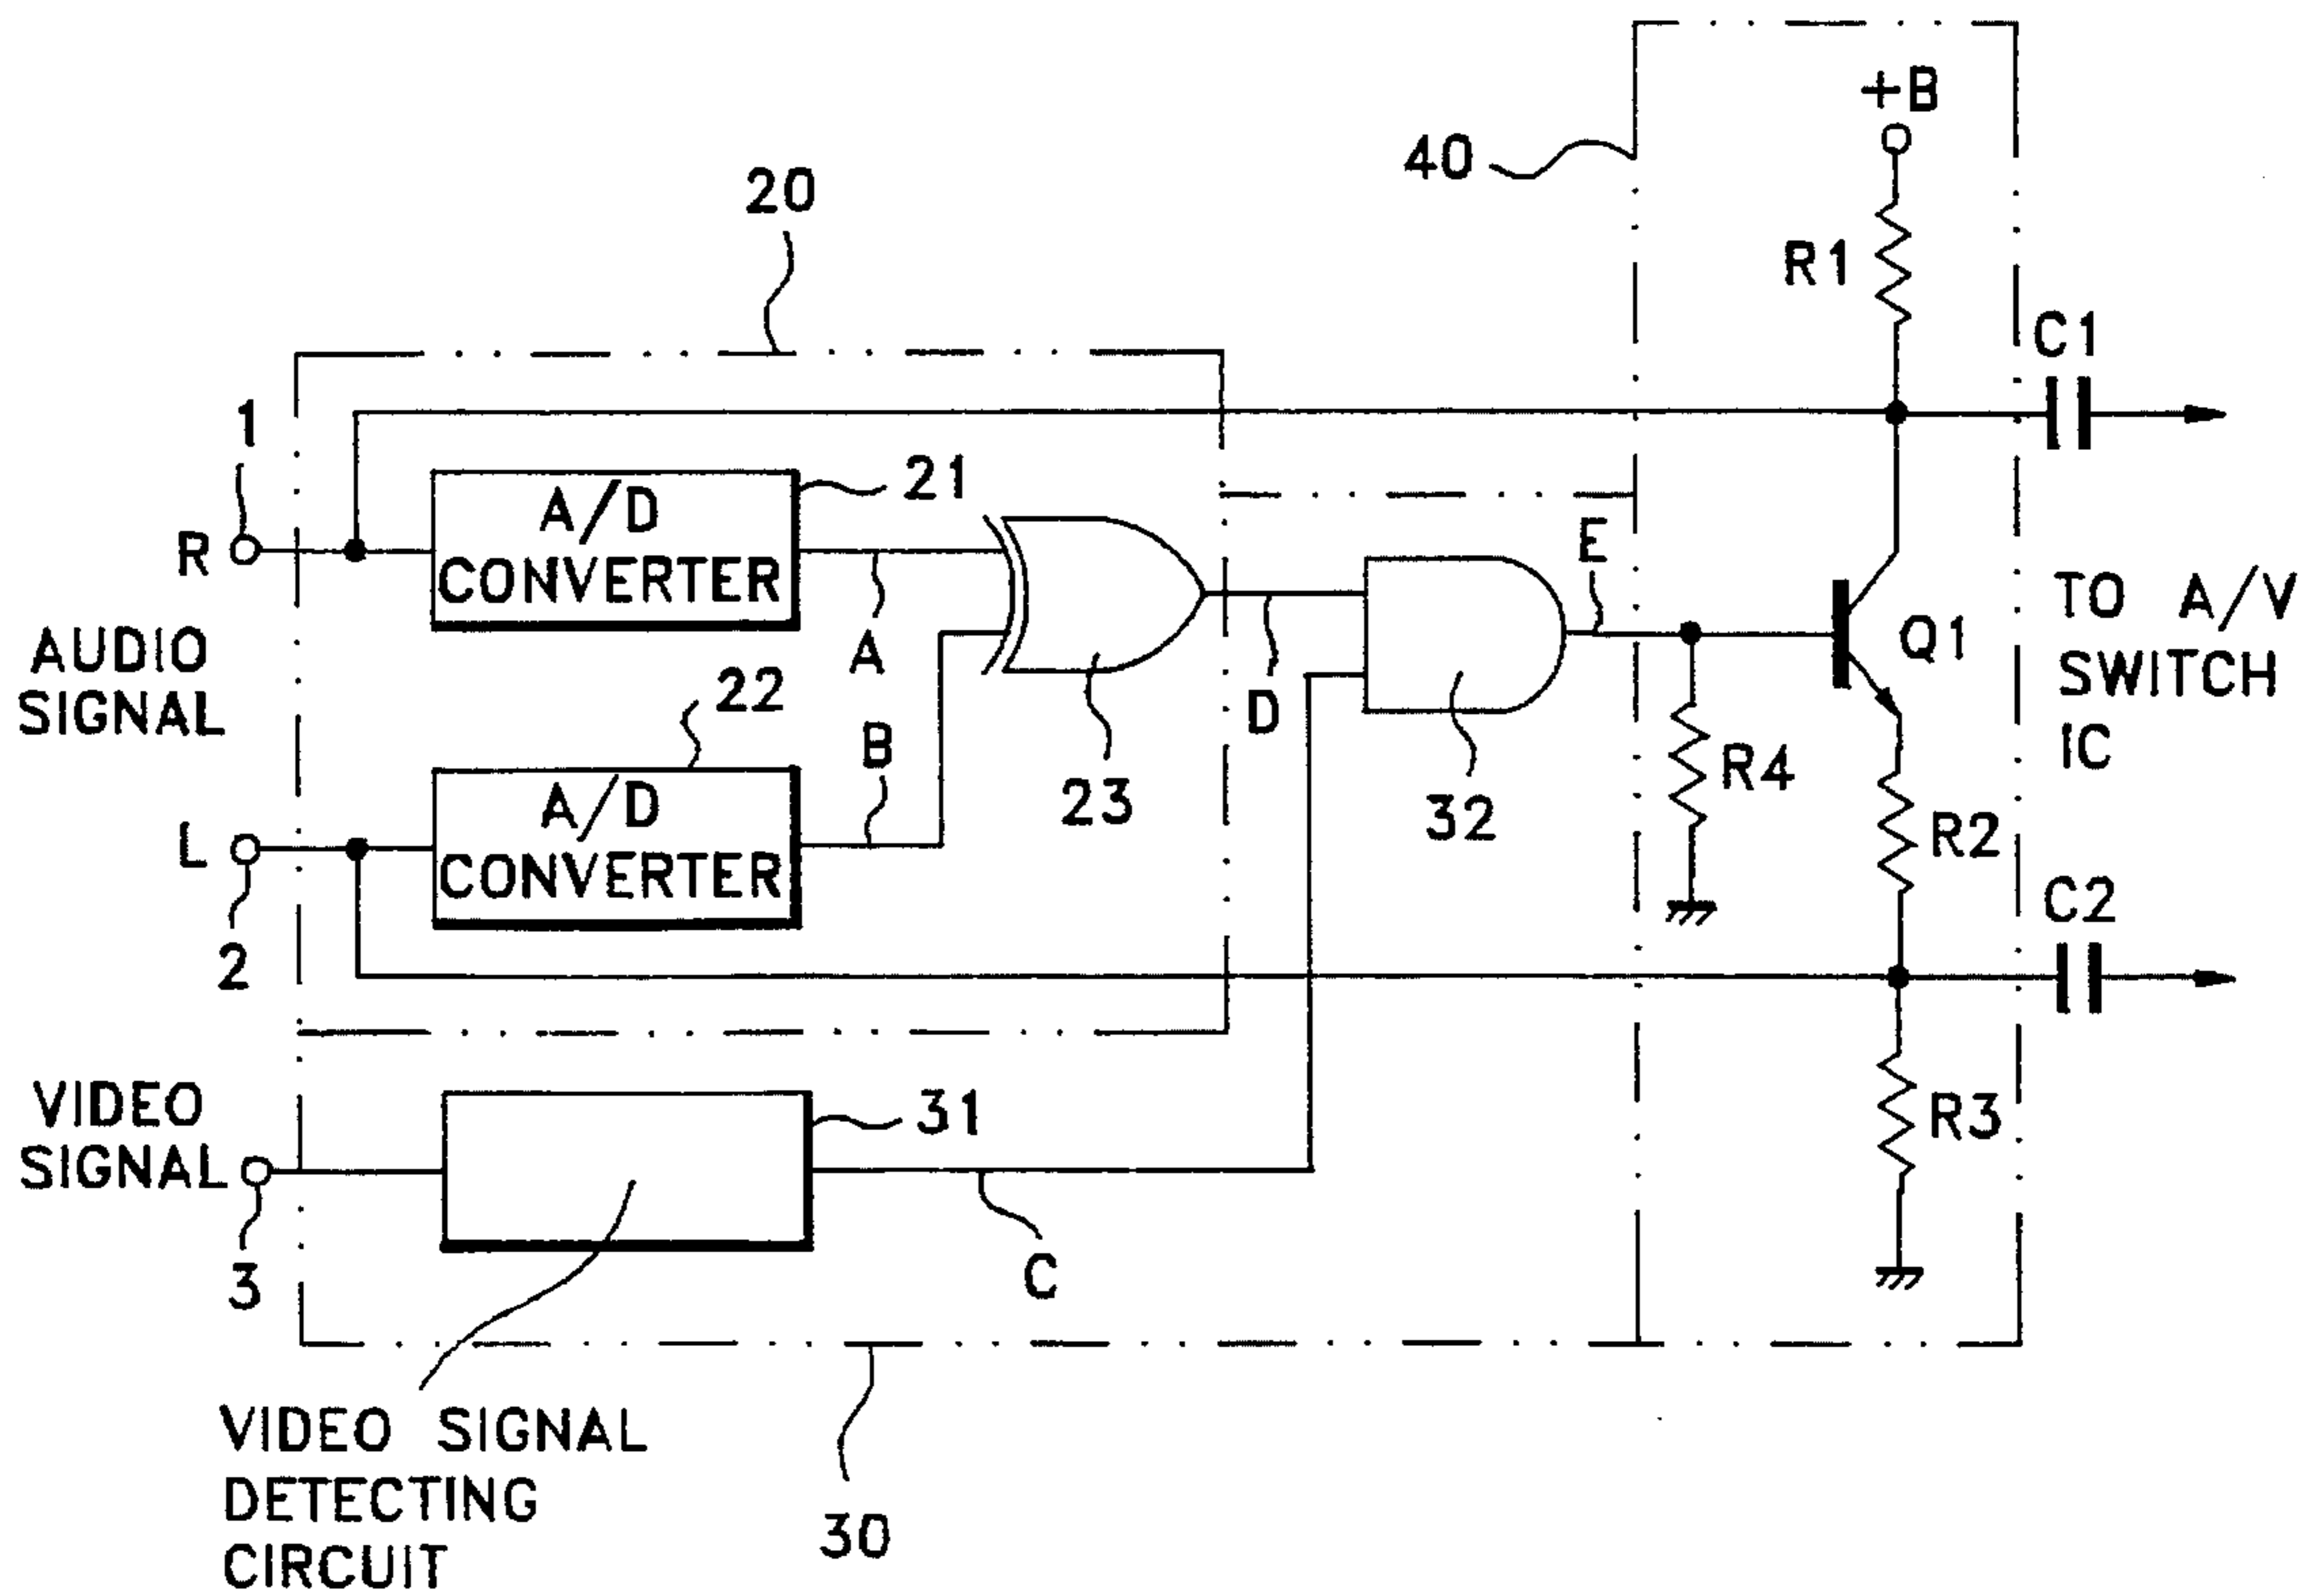 +B
40
20
R1
C1
1
A/D
CONVERTER
21
R
E
TO A/V
SWITCH
IC
Q1
AUDIO
SIGNAL
A
22
D
B
R4
23
32
A/D
CONVERTER
L
R2
C2
2
VIDEO
SIGNAL
31
R3
3
C
VIDEO SIGNAL
DETECTING
CIRCUIT
30